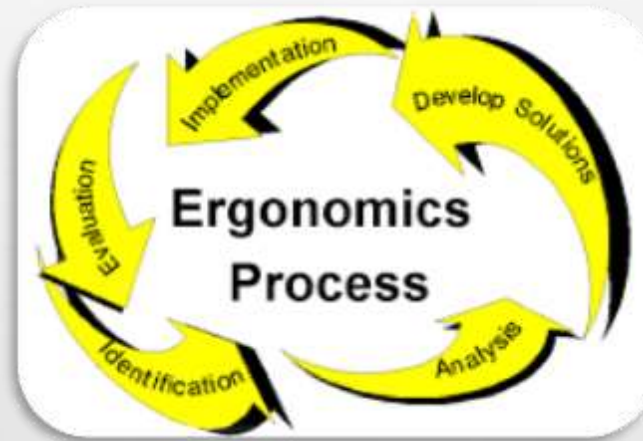 Implementation
Develop Solutions
Ergonomics
Process
Evaluation
Analysis
Identification